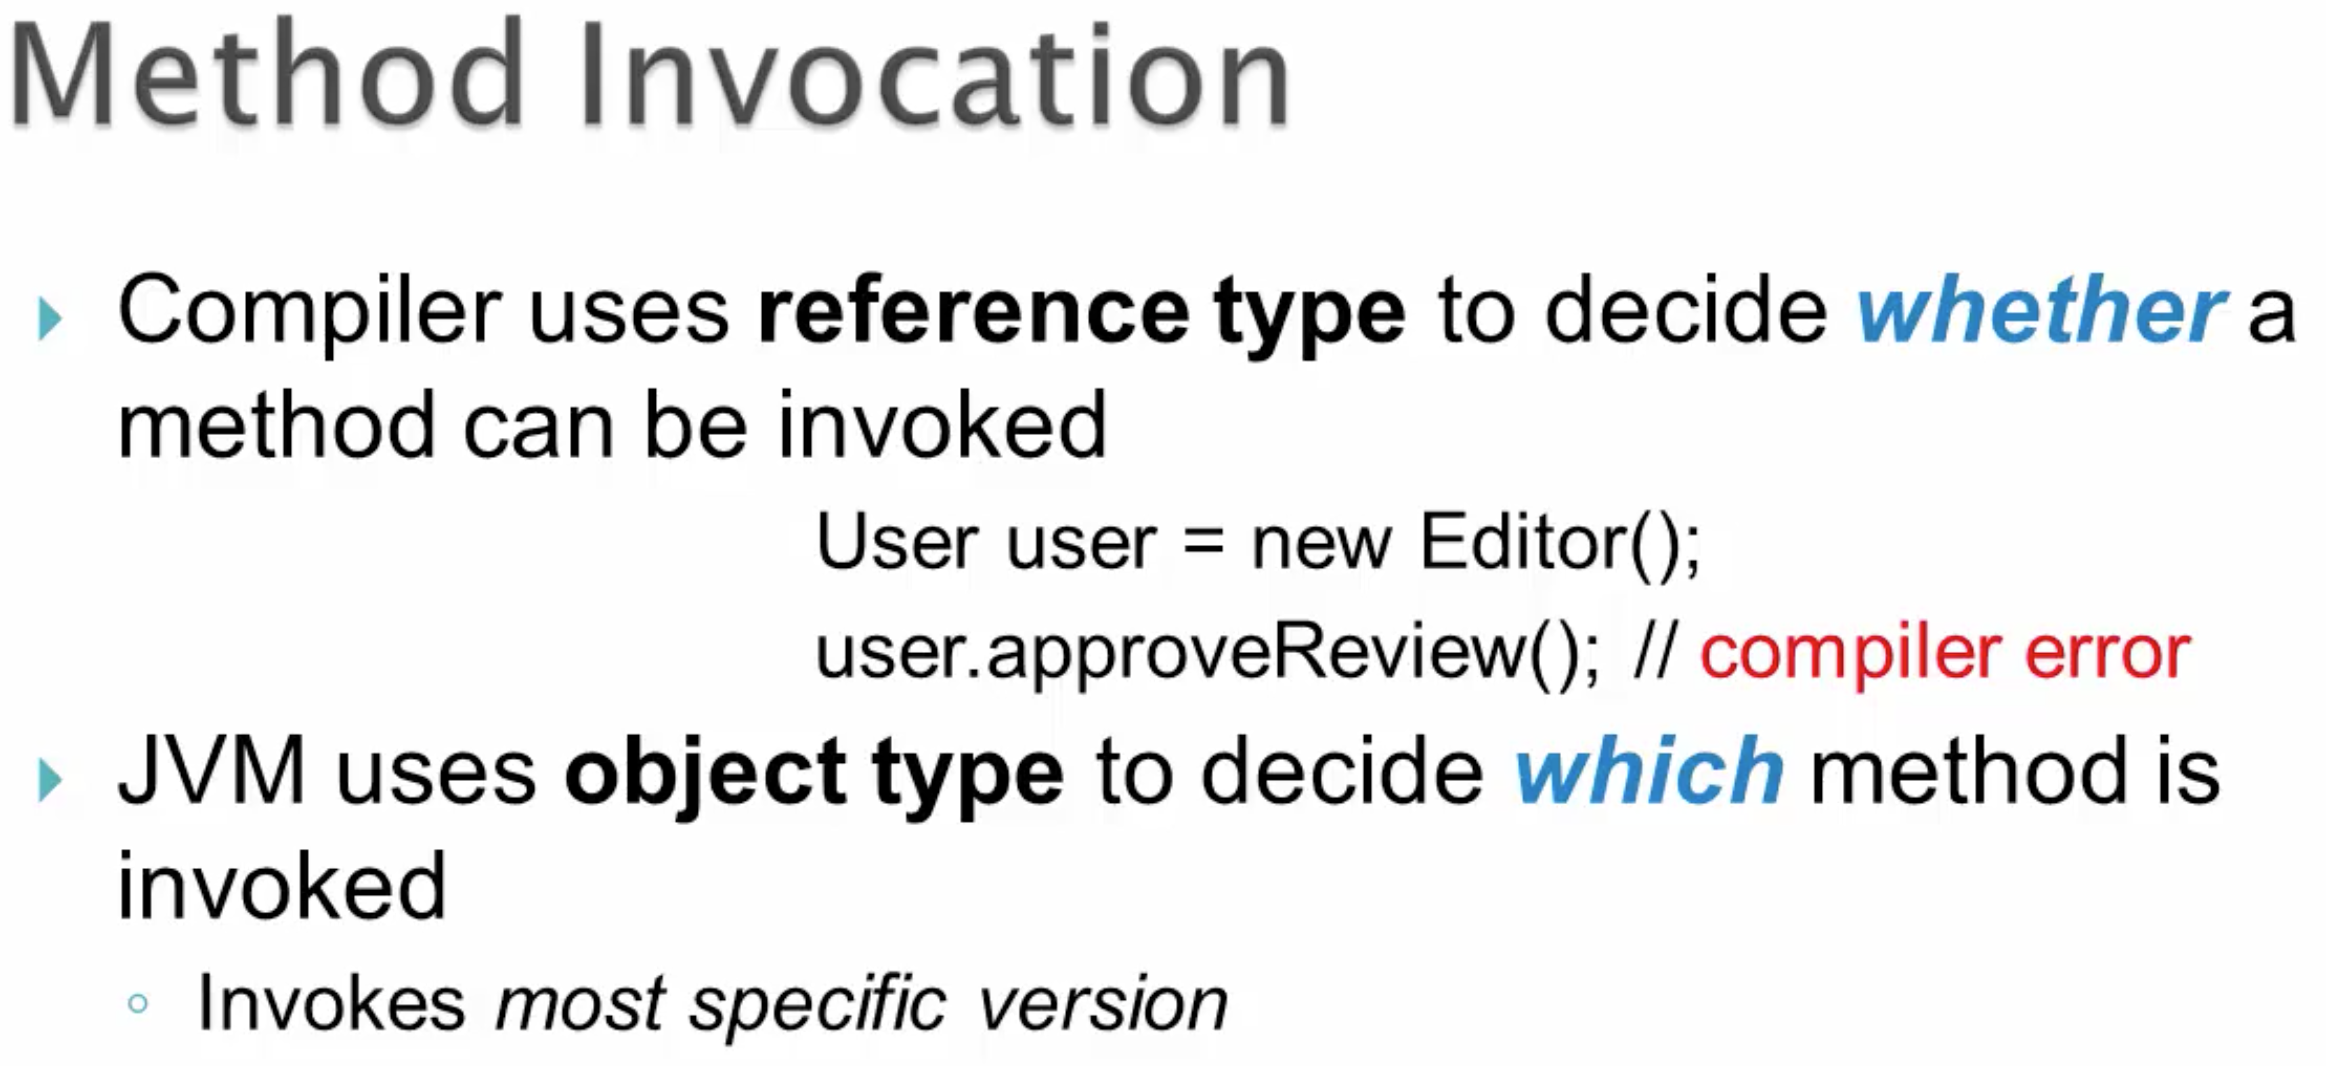 Method Invocation
Compiler uses reference type to decide whether a
method can be invoked
User user = new Editor();
user.approveReview(); // compiler error
JVM uses object type to decide which method is
invoked
Invokes most specific version